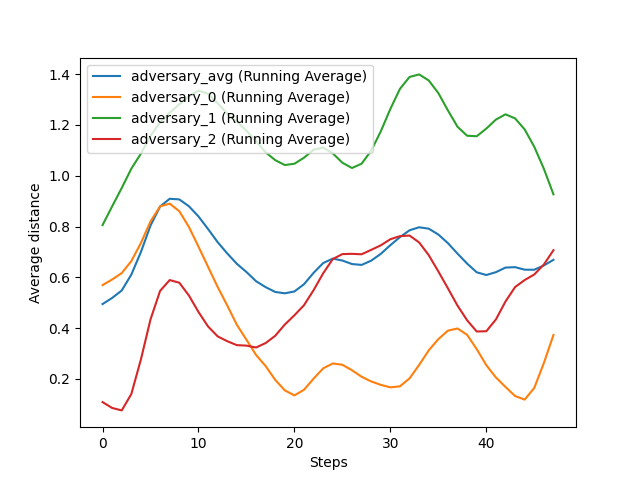 adversary_avg (Running Average)
adversary_0 (Running Average)
adversary_1 (Running Average)
adversary_2 (Running Average)
1.4
1.2
1.0
0.8
0.6
0.4
0.2
Average distance
0 10 20 30 40
Steps